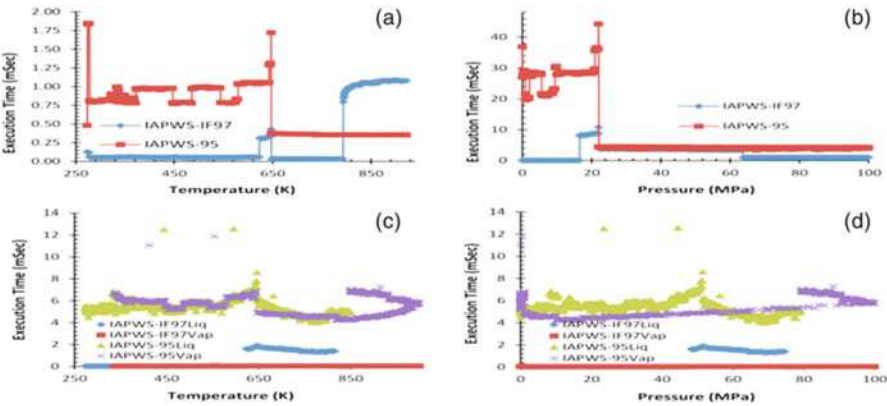 (a)
2.00
1.75
1.50
1.25
1.00
0.75
0.50
0.25
0.00
Execution Time (mSec)
IAPWS-IF97
IAPWS-95
250 450 650 850
Temperature (K)
(b)
40
30
20
10
0
Execution Time (mSec)
IAPWS-IF97
IAPWS-95
0 20 40 60 80 100
Pressure (MPa)
(c)
14
12
10
8
6
4
2
0
Execution Time (mSec)
IAPWS-IF97Liq
IAPWS-IF97Vap
IAPWS-95Liq
IAPWS-95Vap
250 450 650 850
Temperature (K)
(d)
14
12
10
8
6
4
2
0
Execution Time (mSec)
IAPWS-IF97Liq
IAPWS-IF97Vap
IAPWS-95Liq
IAPWS-95Vap
0 20 40 60 80 100
Pressure (MPa)